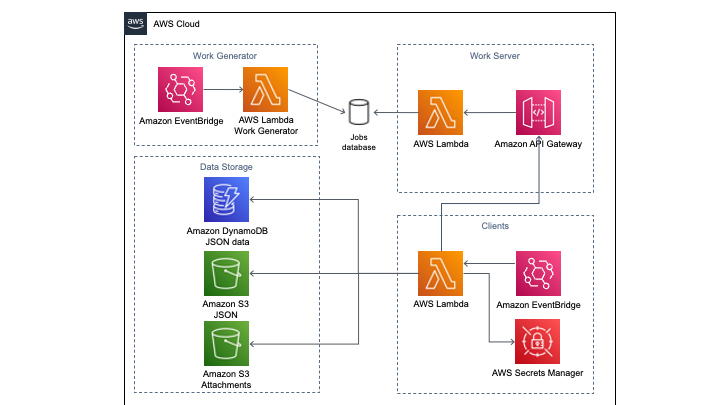 aws
AWS Cloud
Work Generator
Amazon EventBridge
AWS Lambda
Work Generator
Jobs
database
Work Server
AWS Lambda
Amazon API Gateway
Data Storage
Amazon DynamoDB
JSON data
Amazon S3
JSON
Amazon S3
Attachments
Clients
AWS Lambda
Amazon EventBridge
AWS Secrets Manager